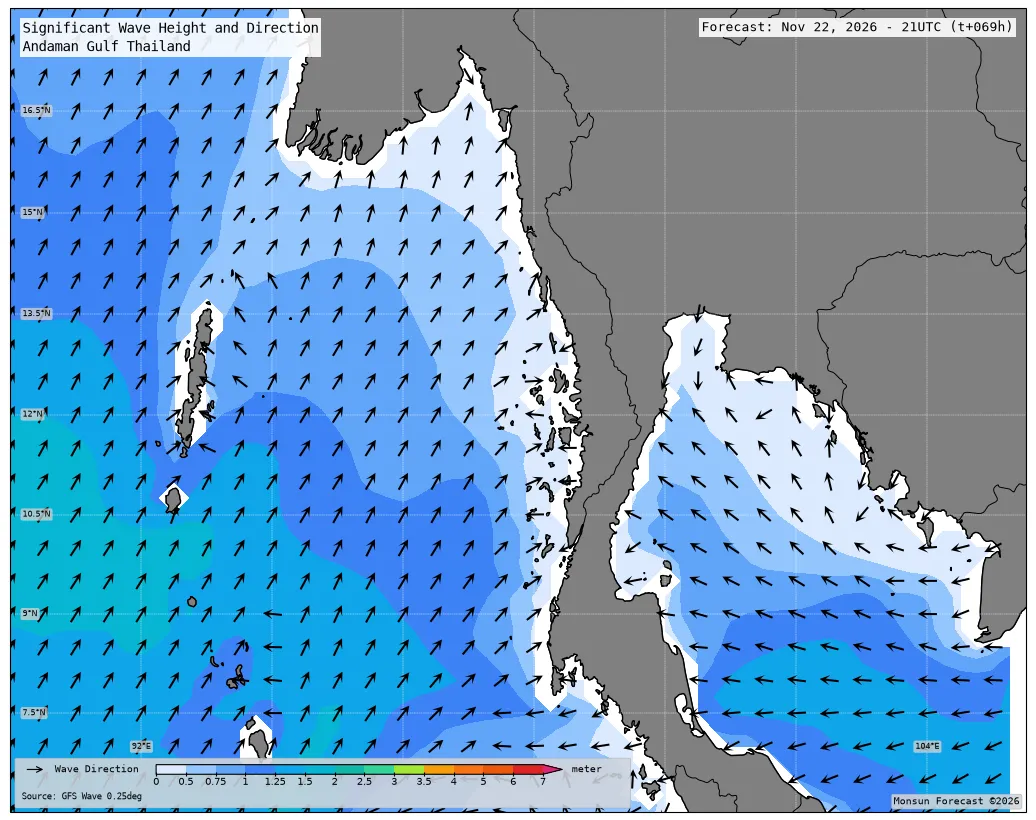 Significant Wave Height and Direction
Andaman Gulf Thailand
Forecast: Nov 22, 2026 - 21UTC (t+069h)
16.5°N
15°N
13.5°N
12°N
10.5°N
9°N
7.5°N
92°E
104°E
Wave Direction
meter
0 0.5 0.75 1 1.25 1.5 2 2.5 3 3.5 4 5 6 7
Source: GFS Wave 0.25deg
Monsun Forecast ©2026